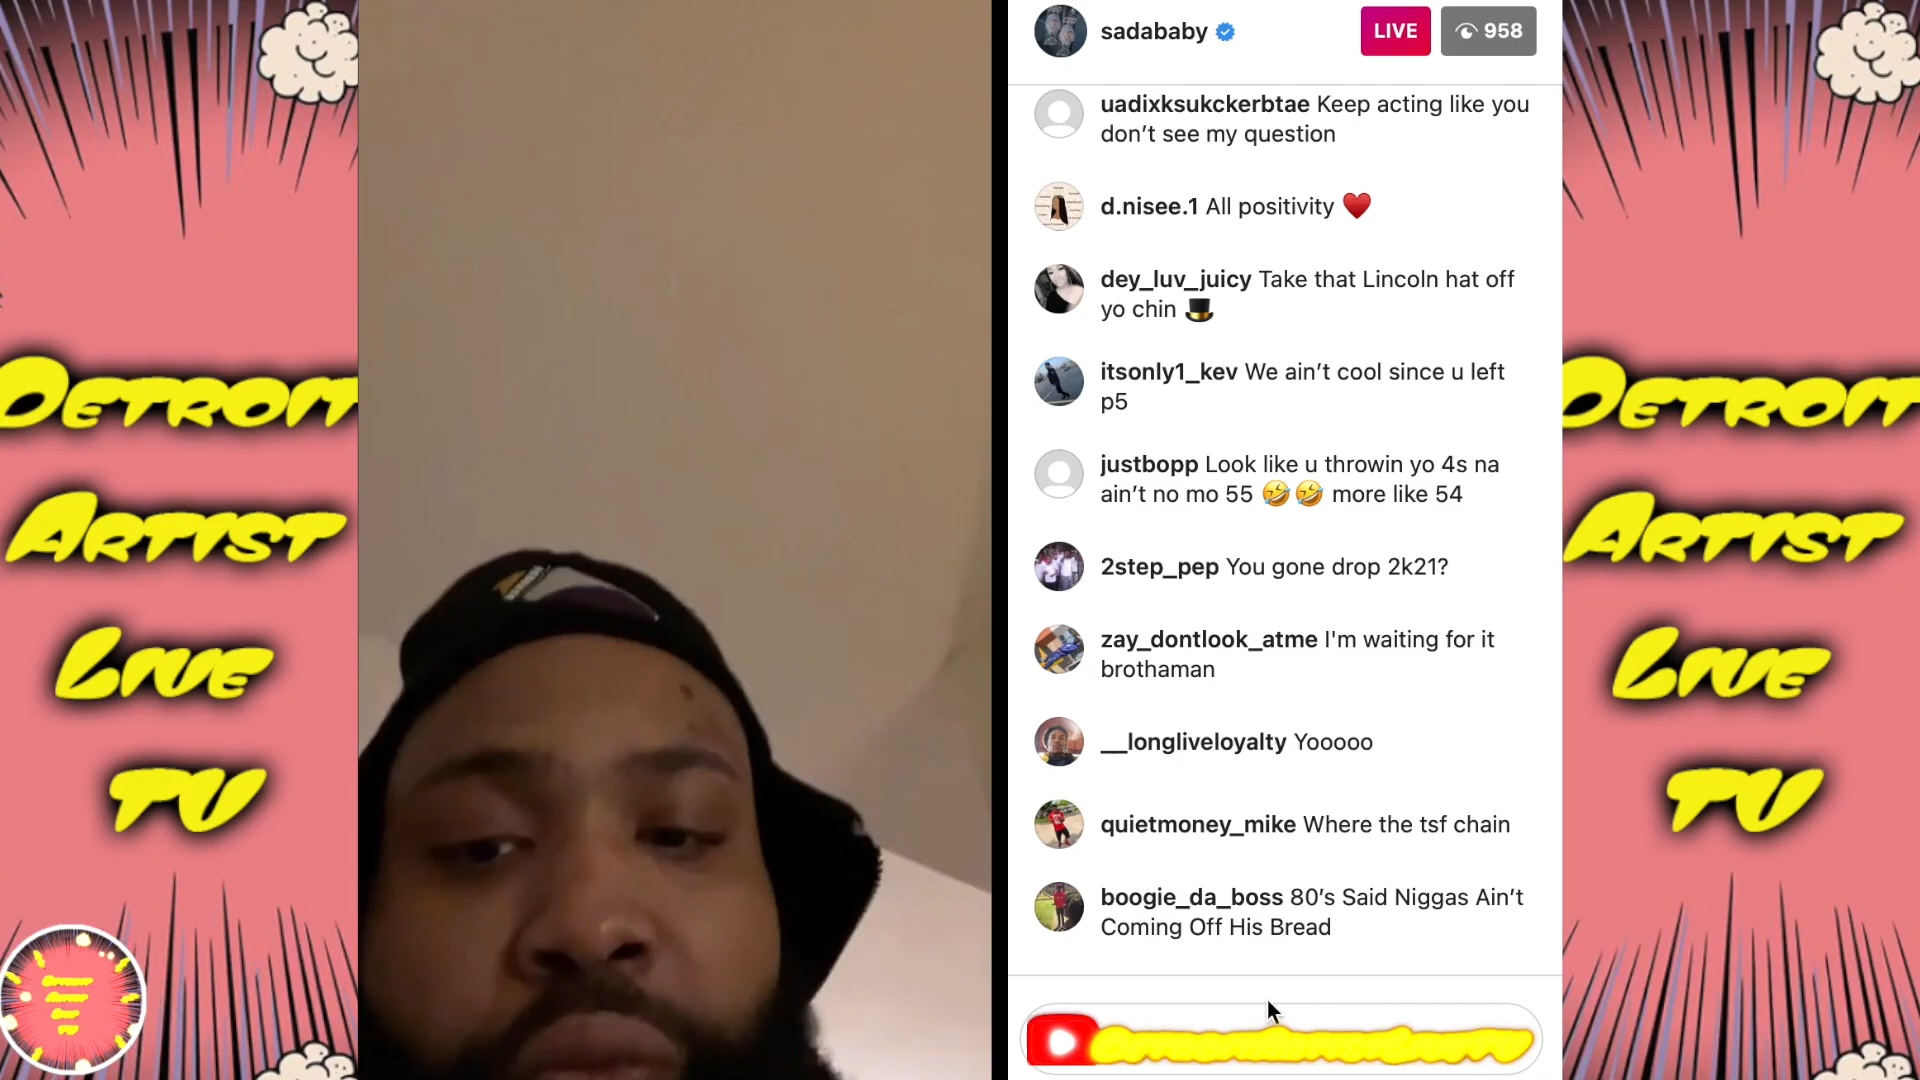 DETROIT
ARTIST
LIVE
TV
sadababy
LIVE
958
uadixksukckerbtae Keep acting like you
don’t see my question
d.nisee.1 All positivity ❤️
dey_luv_juicy Take that Lincoln hat off
yo chin 🎩
itsonly1_kev We ain’t cool since u left
p5
justbopp Look like u throwin yo 4s na
ain’t no mo 55 🤣🤣 more like 54
2step_pep You gone drop 2k21?
zay_dontlook_atme I'm waiting for it
brothaman
__longliveloyalty Yooooo
quietmoney_mike Where the tsf chain
boogie_da_boss 80’s Said Niggas Ain’t
Coming Off His Bread
DETROIT
ARTIST
LIVE
TV